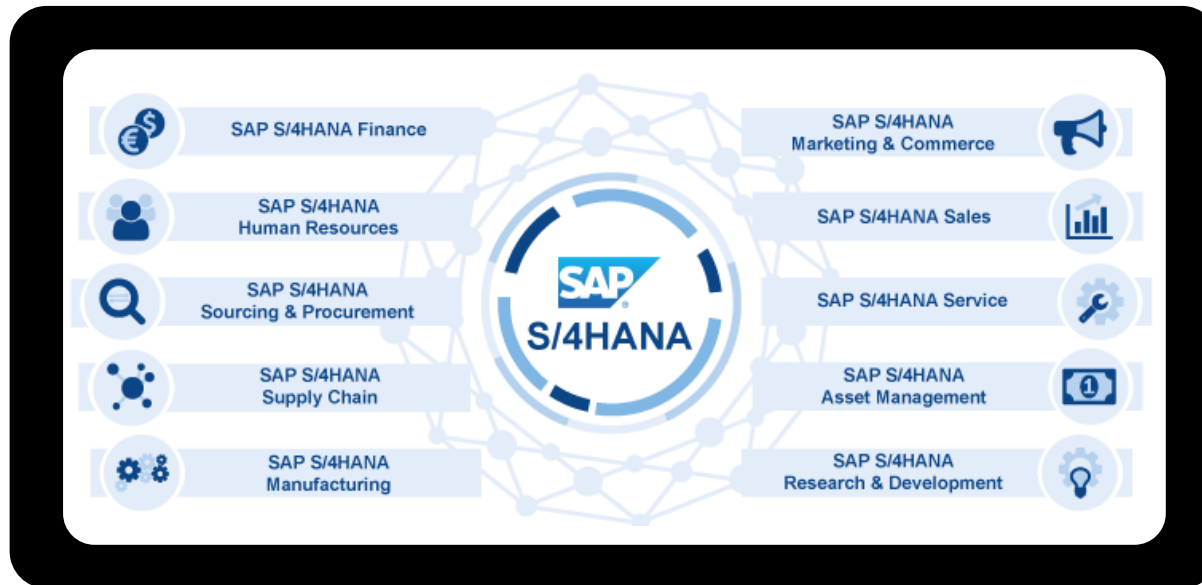 SAP S/4HANA Finance
SAP S/4HANA
Human Resources
SAP S/4HANA
Sourcing & Procurement
SAP S/4HANA
Supply Chain
SAP S/4HANA
Manufacturing
SAP
®
S/4HANA
SAP S/4HANA
Marketing & Commerce
SAP S/4HANA Sales
SAP S/4HANA Service
SAP S/4HANA
Asset Management
1
SAP S/4HANA
Research & Development
€
$